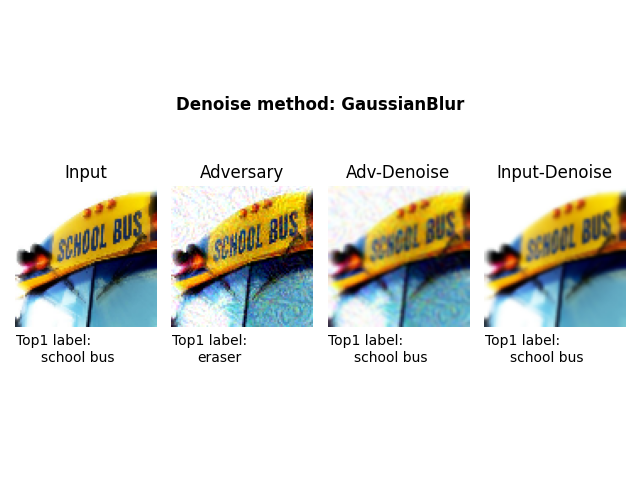 Denoise method: GaussianBlur
Input
Adversary
Adv-Denoise
Input-Denoise
SCHOOL BUS
SCHOOL BUS
SCHOOL BUS
SCHOOL BUS
Top1 label:
school bus
Top1 label:
eraser
Top1 label:
school bus
Top1 label:
school bus